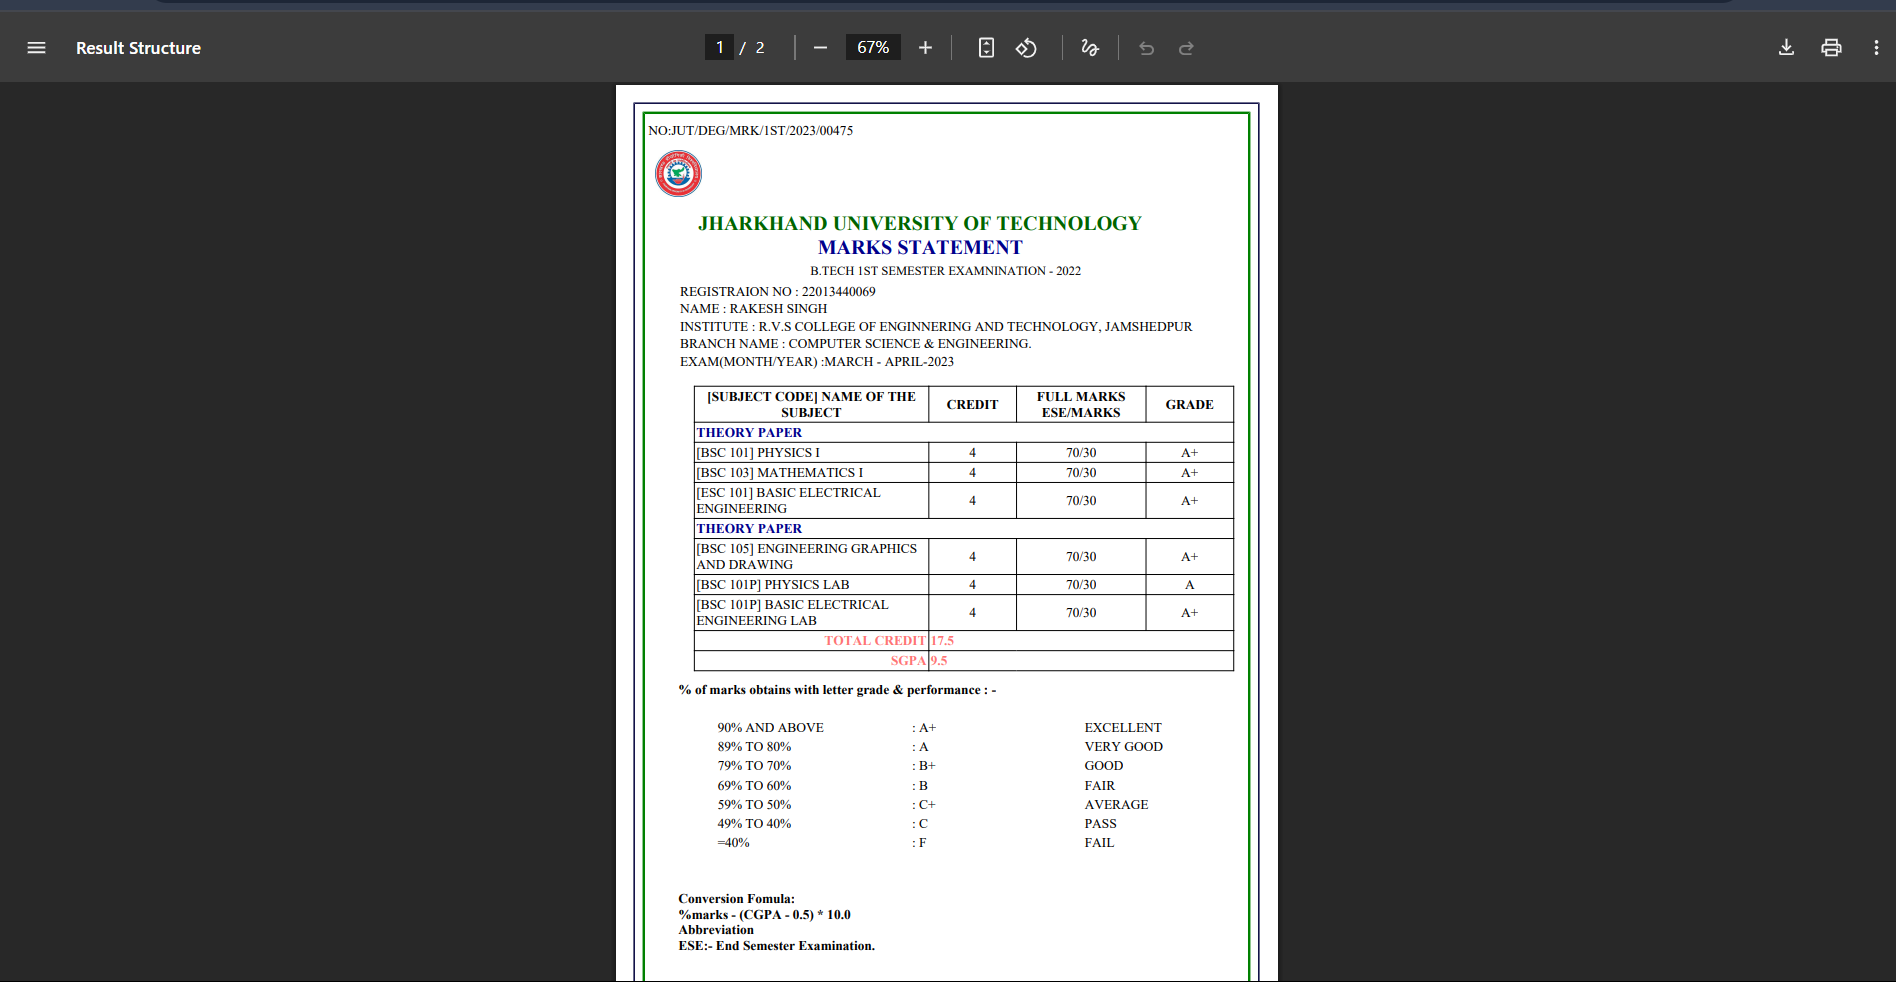 Result Structure
1 / 2
67%
NO:JUT/DEG/MRK/1ST/2023/00475
JHARKHAND UNIVERSITY OF TECHNOLOGY
MARKS STATEMENT
B.TECH 1ST SEMESTER EXAMNINATION - 2022
REGISTRAION NO : 22013440069
NAME : RAKESH SINGH
INSTITUTE : R.V.S COLLEGE OF ENGINNERING AND TECHNOLOGY, JAMSHEDPUR
BRANCH NAME : COMPUTER SCIENCE & ENGINEERING.
EXAM(MONTH/YEAR) :MARCH - APRIL-2023
[SUBJECT CODE] NAME OF THE SUBJECT CREDIT FULL MARKS ESE/MARKS GRADE
THEORY PAPER
[BSC 101] PHYSICS I 4 70/30 A+
[BSC 103] MATHEMATICS I 4 70/30 A+
[ESC 101] BASIC ELECTRICAL ENGINEERING 4 70/30 A+
THEORY PAPER
[BSC 105] ENGINEERING GRAPHICS AND DRAWING 4 70/30 A+
[BSC 101P] PHYSICS LAB 4 70/30 A
[BSC 101P] BASIC ELECTRICAL ENGINEERING LAB 4 70/30 A+
TOTAL CREDIT 17.5
SGPA 9.5
% of marks obtains with letter grade & performance : -
90% AND ABOVE : A+ EXCELLENT
89% TO 80% : A VERY GOOD
79% TO 70% : B+ GOOD
69% TO 60% : B FAIR
59% TO 50% : C+ AVERAGE
49% TO 40% : C PASS
=40% : F FAIL
Conversion Fomula:
%marks - (CGPA - 0.5) * 10.0
Abbreviation
ESE:- End Semester Examination.